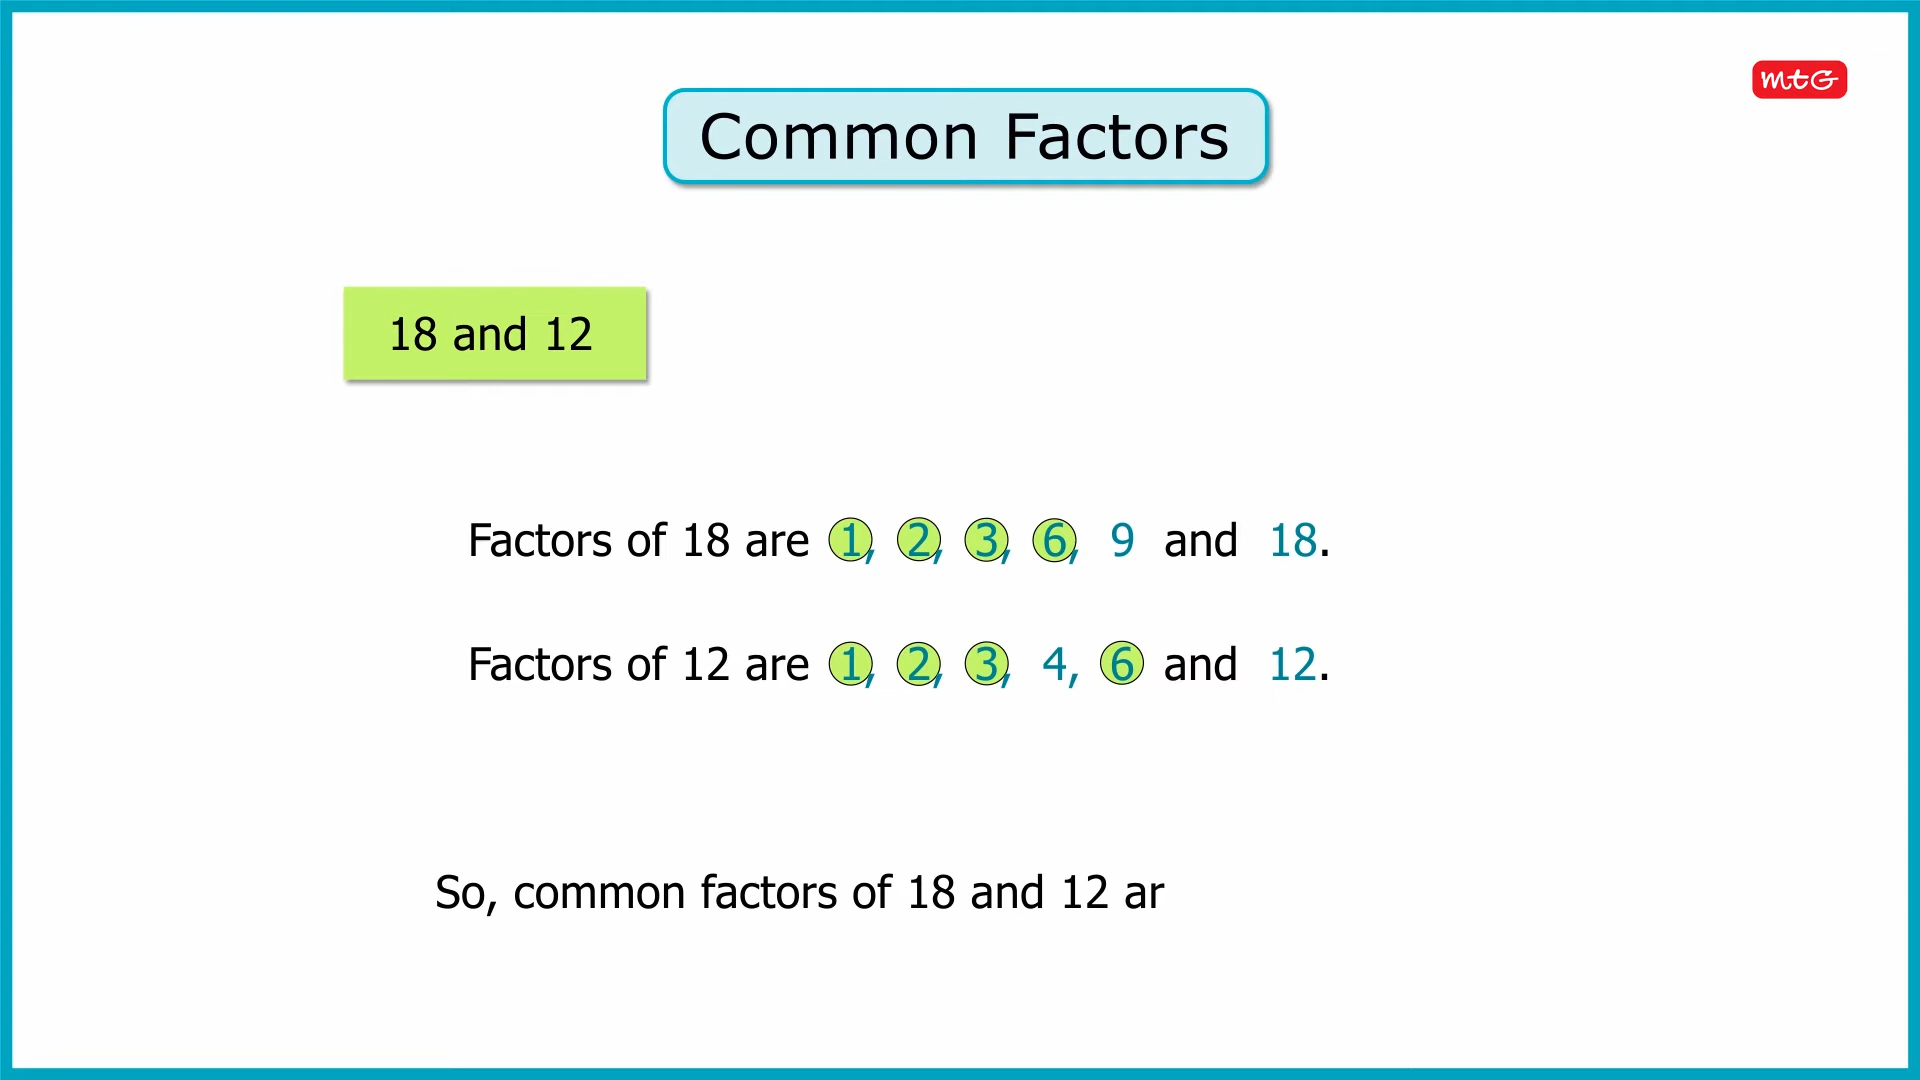 mtG
Common Factors
18 and 12
Factors of 18 are 1, 2, 3, 6, 9 and 18.
Factors of 12 are 1, 2, 3, 4, 6 and 12.
So, common factors of 18 and 12 ar